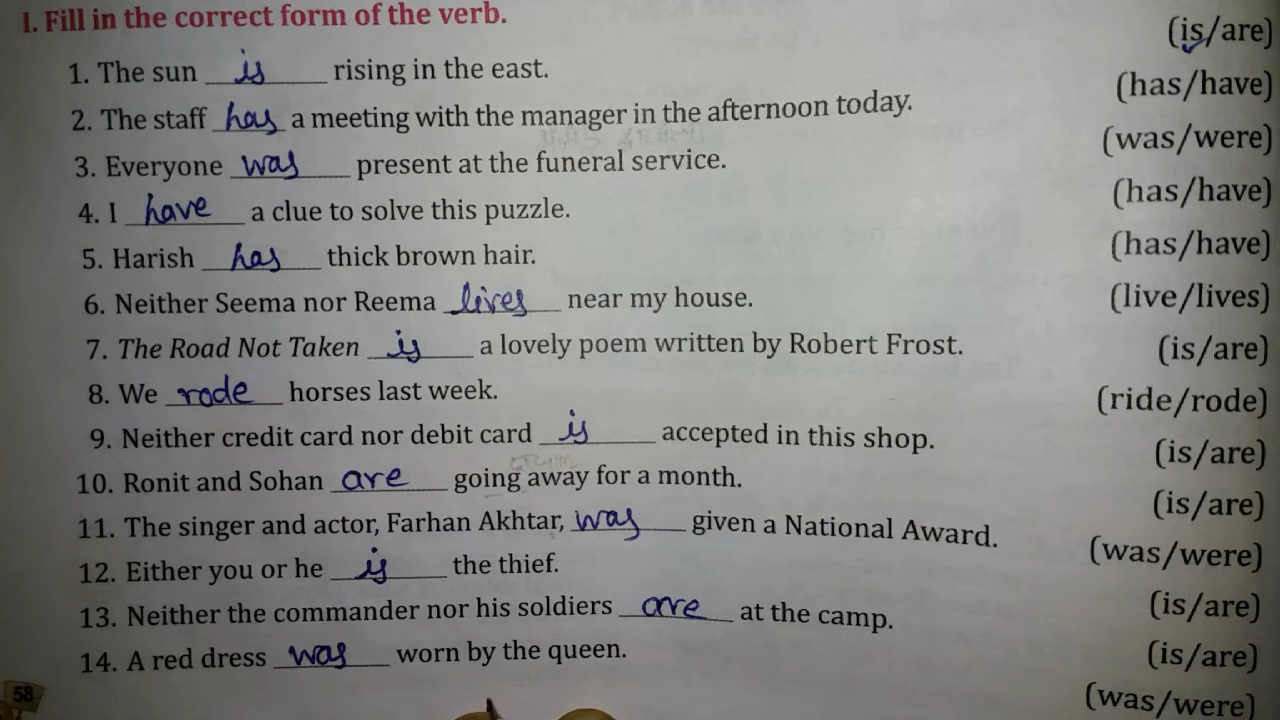 I. Fill in the correct form of the verb.
1. The sun is rising in the east. (is/are)
2. The staff has a meeting with the manager in the afternoon today. (has/have)
3. Everyone was present at the funeral service. (was/were)
4. I have a clue to solve this puzzle. (has/have)
5. Harish has thick brown hair. (has/have)
6. Neither Seema nor Reema lives near my house. (live/lives)
7. The Road Not Taken is a lovely poem written by Robert Frost. (is/are)
8. We rode horses last week. (ride/rode)
9. Neither credit card nor debit card is accepted in this shop. (is/are)
10. Ronit and Sohan are going away for a month. (is/are)
11. The singer and actor, Farhan Akhtar, was given a National Award. (was/were)
12. Either you or he is the thief. (is/are)
13. Neither the commander nor his soldiers are at the camp. (is/are)
14. A red dress was worn by the queen. (was/were)
58